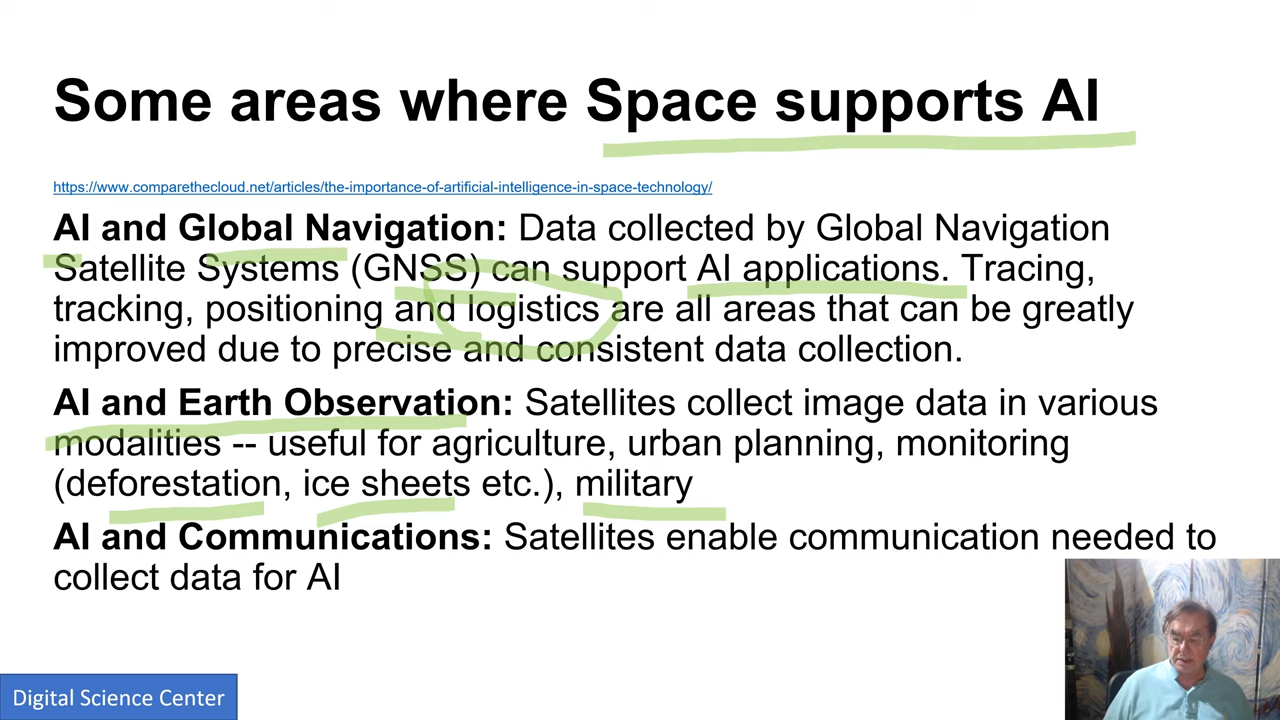 Some areas where Space supports AI
https://www.comparethecloud.net/articles/the-importance-of-artificial-intelligence-in-space-technology/
AI and Global Navigation: Data collected by Global Navigation
Satellite Systems (GNSS) can support AI applications. Tracing,
tracking, positioning and logistics are all areas that can be greatly
improved due to precise and consistent data collection.
AI and Earth Observation: Satellites collect image data in various
modalities -- useful for agriculture, urban planning, monitoring
(deforestation, ice sheets etc.), military
AI and Communications: Satellites enable communication needed to
collect data for AI
Digital Science Center